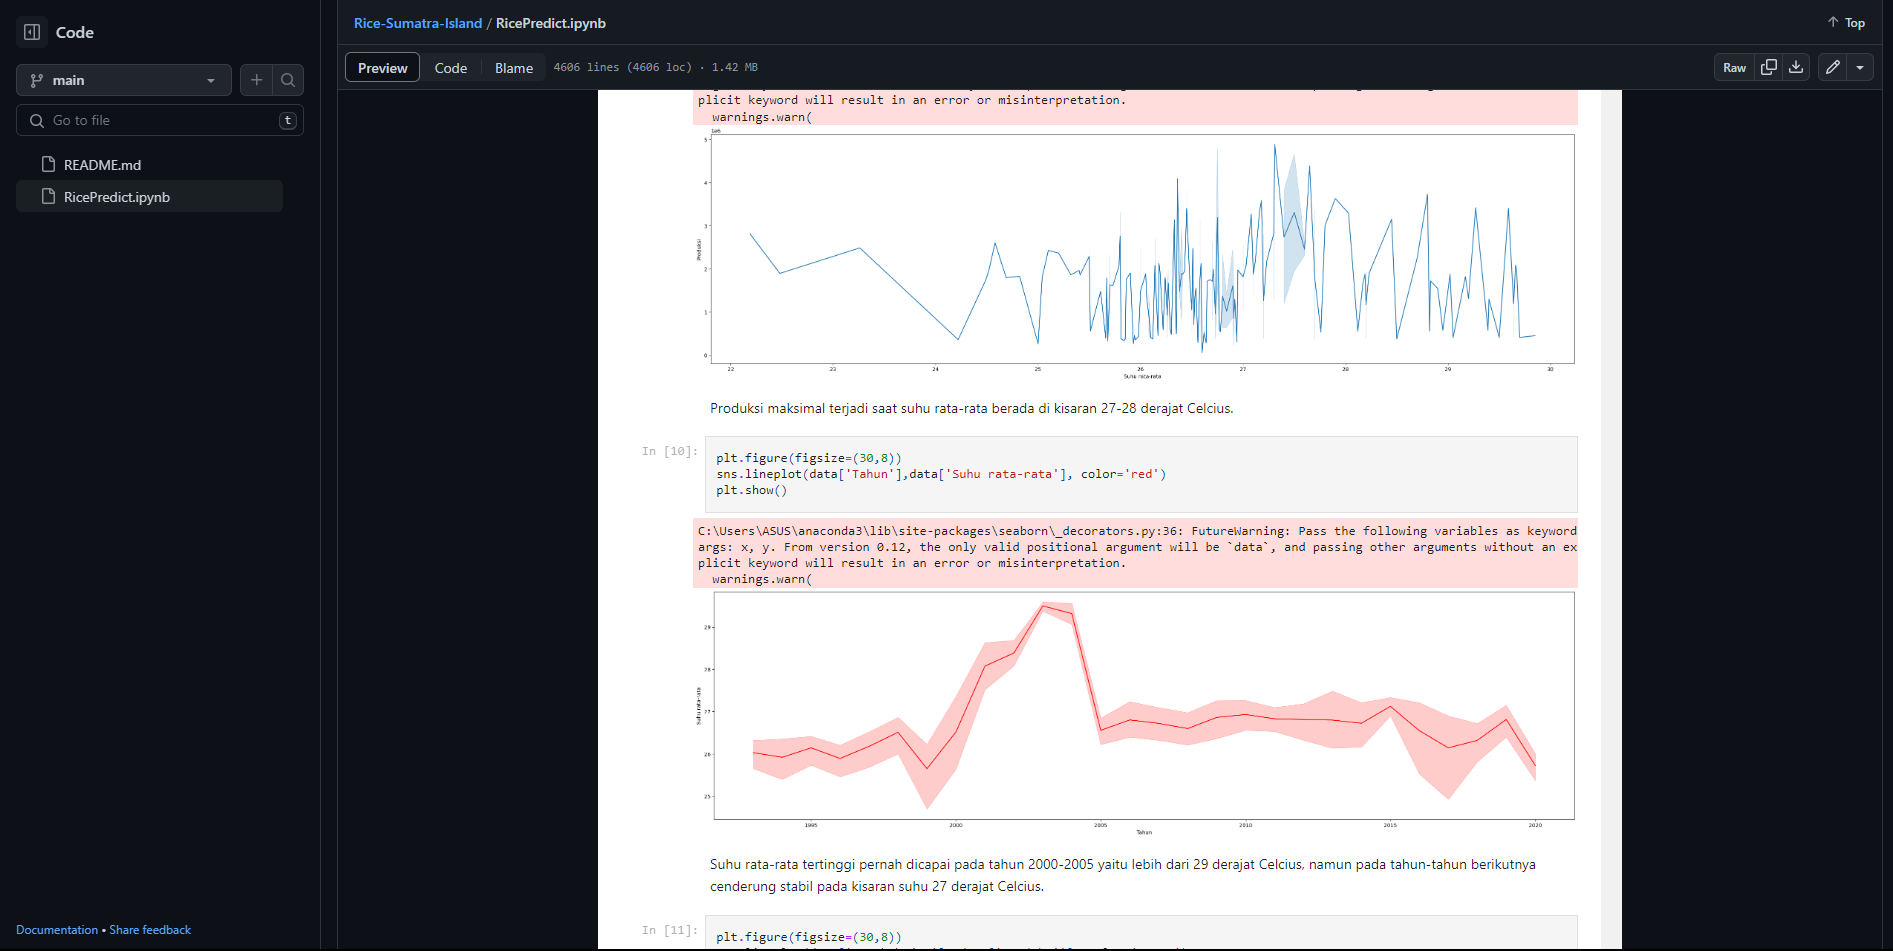 Code
Rice-Sumatra-Island / RicePredict.ipynb
Top
main
Preview
Code
Blame
4606 lines (4606 loc) · 1.42 MB
Raw
Go to file
t
README.md
RicePredict.ipynb
plicit keyword will result in an error or misinterpretation.
warnings.warn(
1e6
5
4
3
2
1
0
Produksi
22 23 24 25 26 27 28 29 30
Suhu rata-rata
Produksi maksimal terjadi saat suhu rata-rata berada di kisaran 27-28 derajat Celcius.
In [10]:
plt.figure(figsize=(30,8))
sns.lineplot(data['Tahun'],data['Suhu rata-rata'], color='red')
plt.show()
C:\Users\ASUS\anaconda3\lib\site-packages\seaborn\_decorators.py:36: FutureWarning: Pass the following variables as keyword
args: x, y. From version 0.12, the only valid positional argument will be `data`, and passing other arguments without an ex
plicit keyword will result in an error or misinterpretation.
warnings.warn(
29
28
27
26
25
Suhu rata-rata
1995 2000 2005 2010 2015 2020
Tahun
Suhu rata-rata tertinggi pernah dicapai pada tahun 2000-2005 yaitu lebih dari 29 derajat Celcius, namun pada tahun-tahun berikutnya
cenderung stabil pada kisaran suhu 27 derajat Celcius.
In [11]:
plt.figure(figsize=(30,8))
Documentation • Share feedback